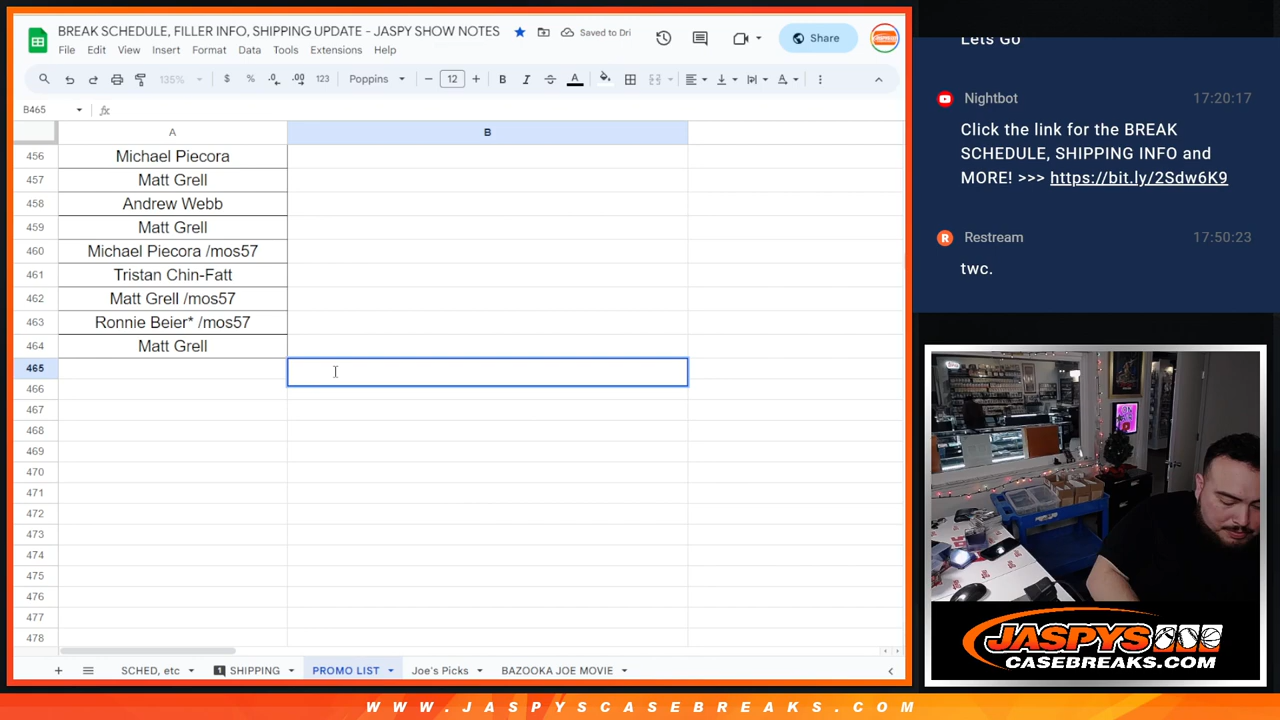 BREAK SCHEDULE, FILLER INFO, SHIPPING UPDATE - JASPY SHOW NOTES
Saved to Dri
Share
File Edit View Insert Format Data Tools Extensions Help
135% $ % .0 .00 123 Poppins 12 B I S A
B465 fx
A B
456 Michael Piecora
457 Matt Grell
458 Andrew Webb
459 Matt Grell
460 Michael Piecora /mos57
461 Tristan Chin-Fatt
462 Matt Grell /mos57
463 Ronnie Beier* /mos57
464 Matt Grell
465
466
467
468
469
470
471
472
473
474
475
476
477
478
SCHED, etc 1 SHIPPING PROMO LIST Joe's Picks BAZOOKA JOE MOVIE
Lets Go
Nightbot 17:20:17
Click the link for the BREAK
SCHEDULE, SHIPPING INFO and
MORE! >>> https://bit.ly/2Sdw6K9
Restream 17:50:23
twc.
JASPYS
CASEBREAKS.COM
WWW.JASPYSCASEBREAKS.COM